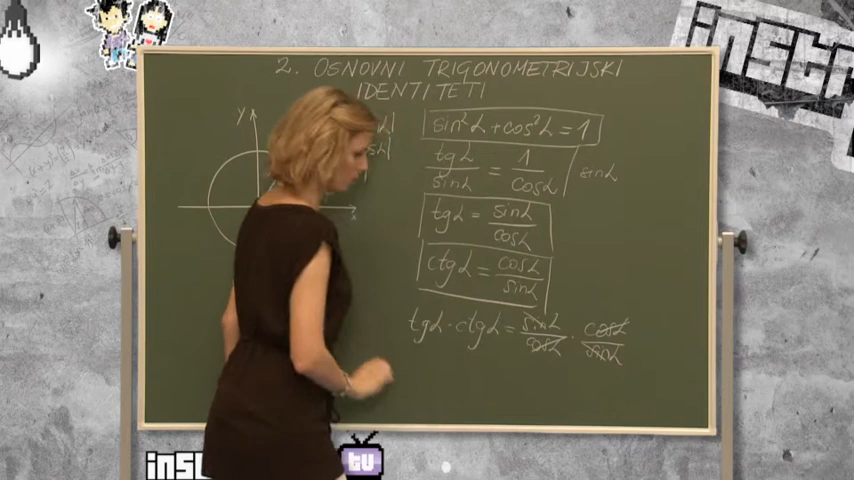 2. OSNOVNI TRIGONOMETRIJSKI
IDENTITETI
y
x
sin²α + cos²α = 1
tgα / sinα = 1 / cosα / sinα
tgα = sinα / cosα
ctgα = cosα / sinα
tgα · ctgα = sinα / cosα · cosα / sinα
tv